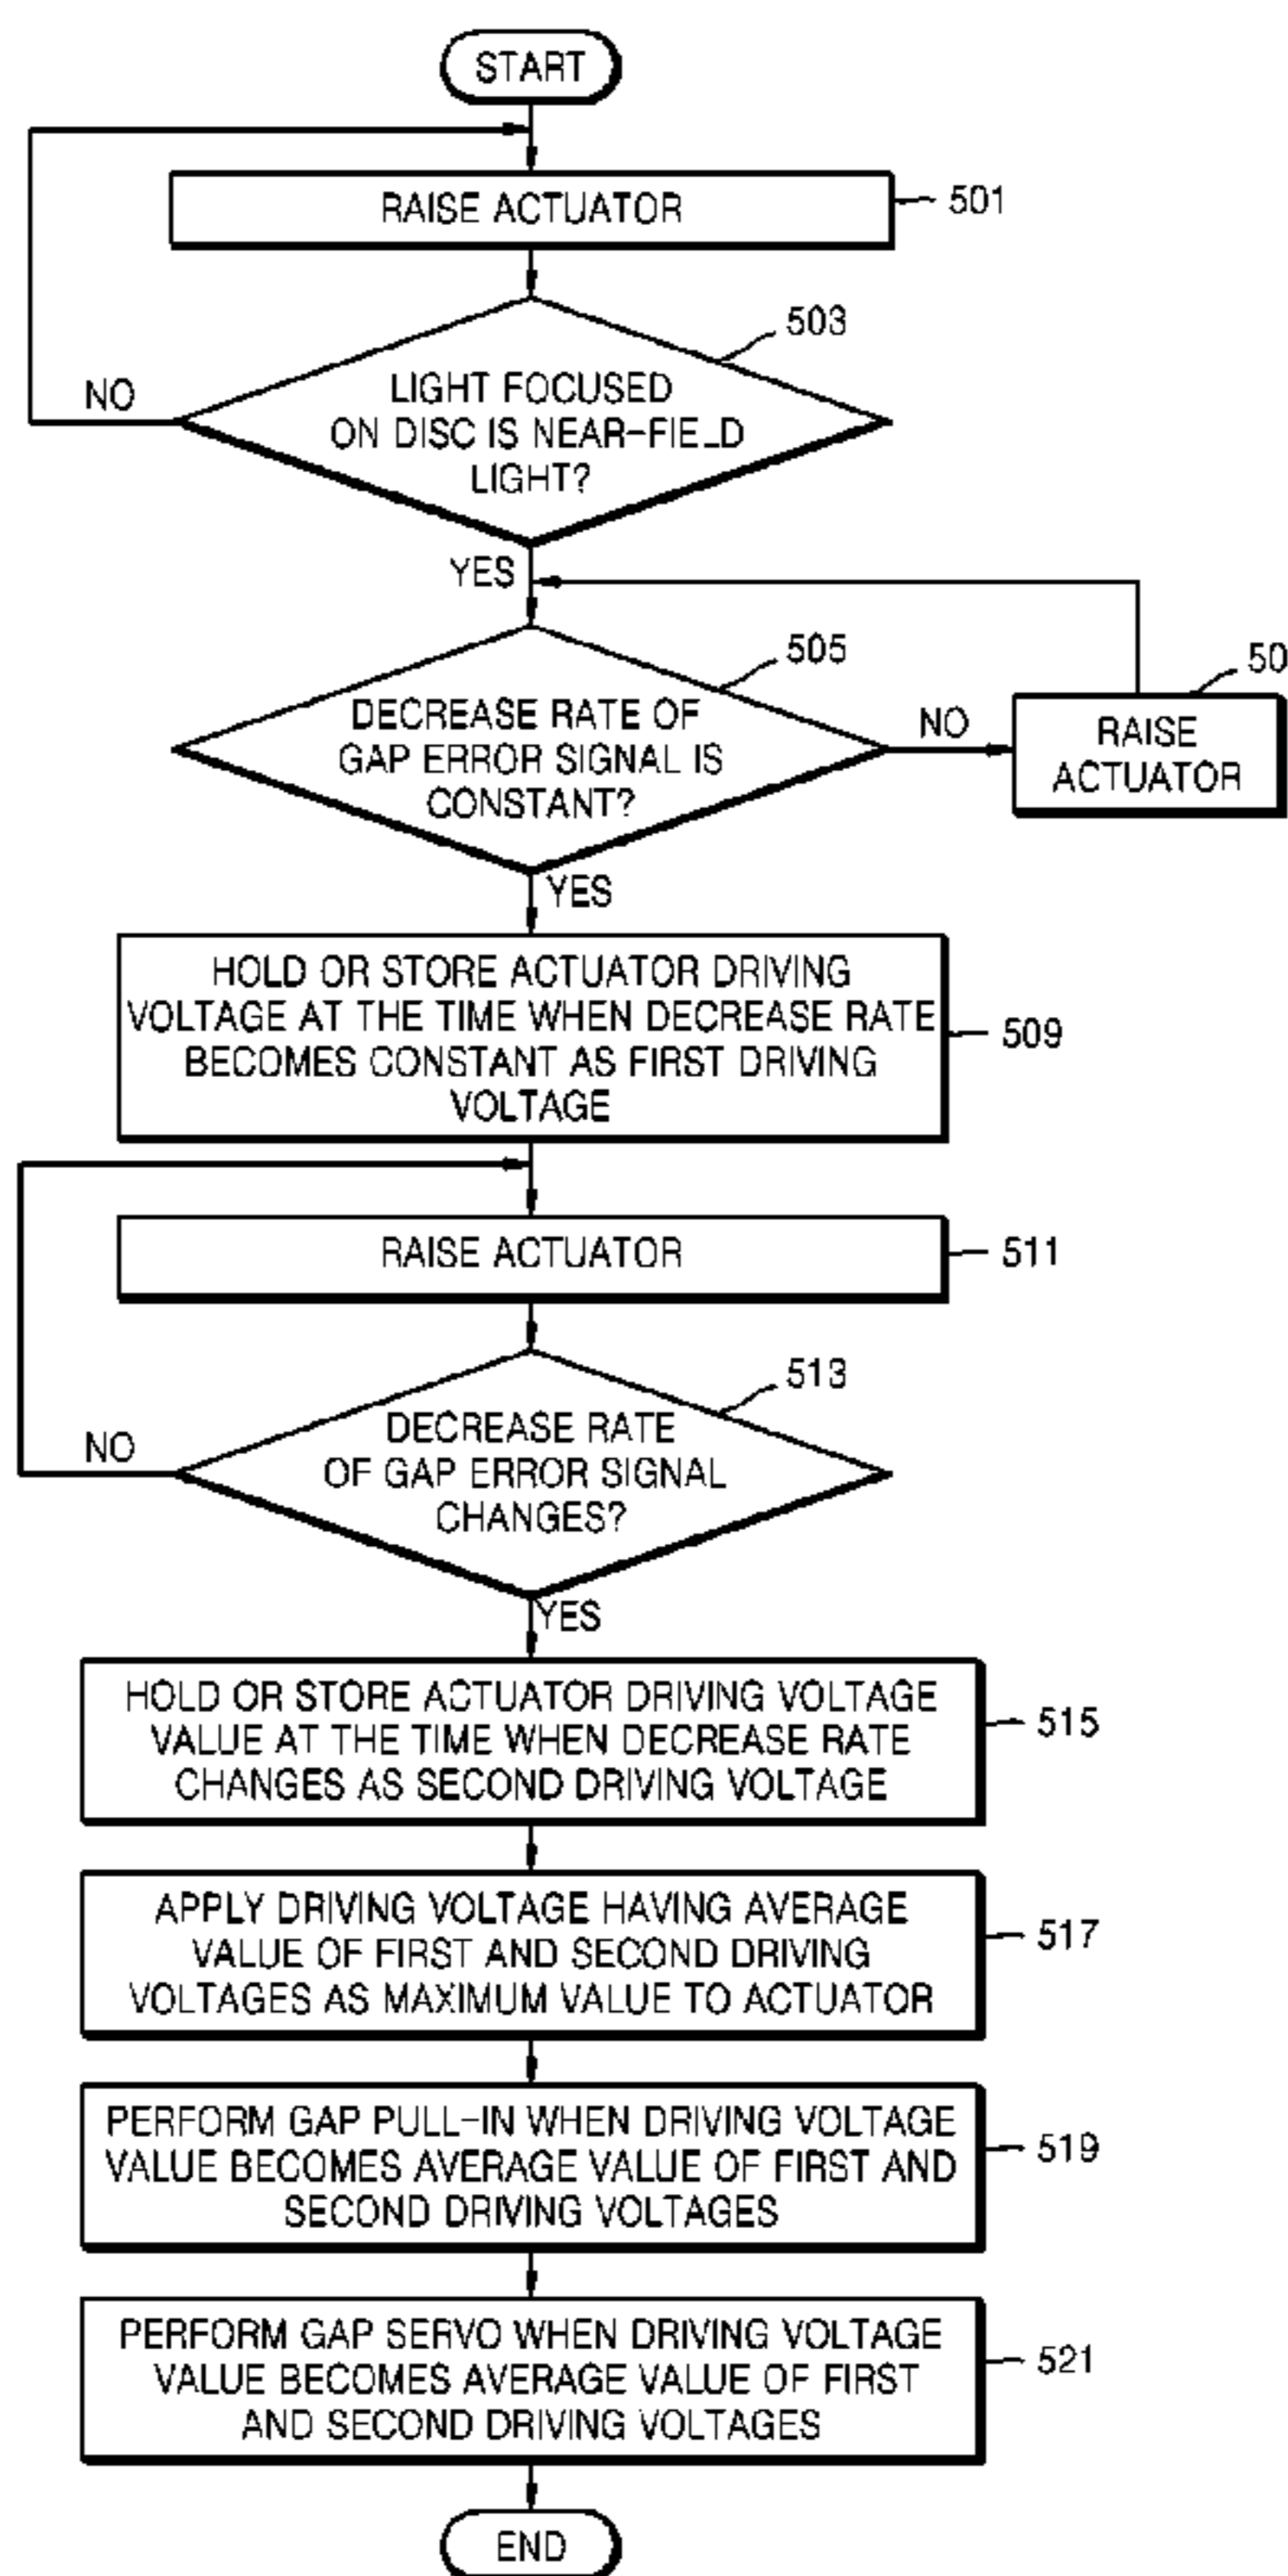 START
RAISE ACTUATOR
501
503
LIGHT FOCUSED
ON DISC IS NEAR-FIELD
LIGHT?
NO
YES
505
DECREASE RATE OF
GAP ERROR SIGNAL IS
CONSTANT?
NO
50
RAISE
ACTUATOR
YES
HOLD OR STORE ACTUATOR DRIVING
VOLTAGE AT THE TIME WHEN DECREASE RATE
BECOMES CONSTANT AS FIRST DRIVING
VOLTAGE
509
RAISE ACTUATOR
511
513
DECREASE RATE
OF GAP ERROR SIGNAL
CHANGES?
NO
YES
HOLD OR STORE ACTUATOR DRIVING VOLTAGE
VALUE AT THE TIME WHEN DECREASE RATE
CHANGES AS SECOND DRIVING VOLTAGE
515
APPLY DRIVING VOLTAGE HAVING AVERAGE
VALUE OF FIRST AND SECOND DRIVING
VOLTAGES AS MAXIMUM VALUE TO ACTUATOR
517
PERFORM GAP PULL-IN WHEN DRIVING VOLTAGE
VALUE BECOMES AVERAGE VALUE OF FIRST AND
SECOND DRIVING VOLTAGES
519
PERFORM GAP SERVO WHEN DRIVING VOLTAGE
VALUE BECOMES AVERAGE VALUE OF FIRST
AND SECOND DRIVING VOLTAGES
521
END